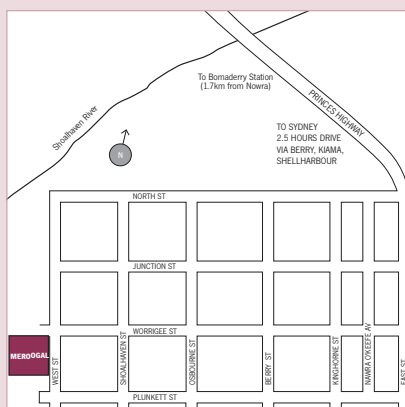 To Bomaderry Station
(1.7km from Nowra)
PRINCES HIGHWAY
Shoalhaven River
TO SYDNEY
2.5 HOURS DRIVE
VIA BERRY, KIAMA,
SHELLHARBOUR
N
NORTH ST
JUNCTION ST
WORRIGEE ST
MEROOGAL
WEST ST
SHOALHAVEN ST
OSBOURNE ST
BERRY ST
KINGHORNE ST
NAWRA O'KEEFE AV
EAST ST
PLUNKETT ST